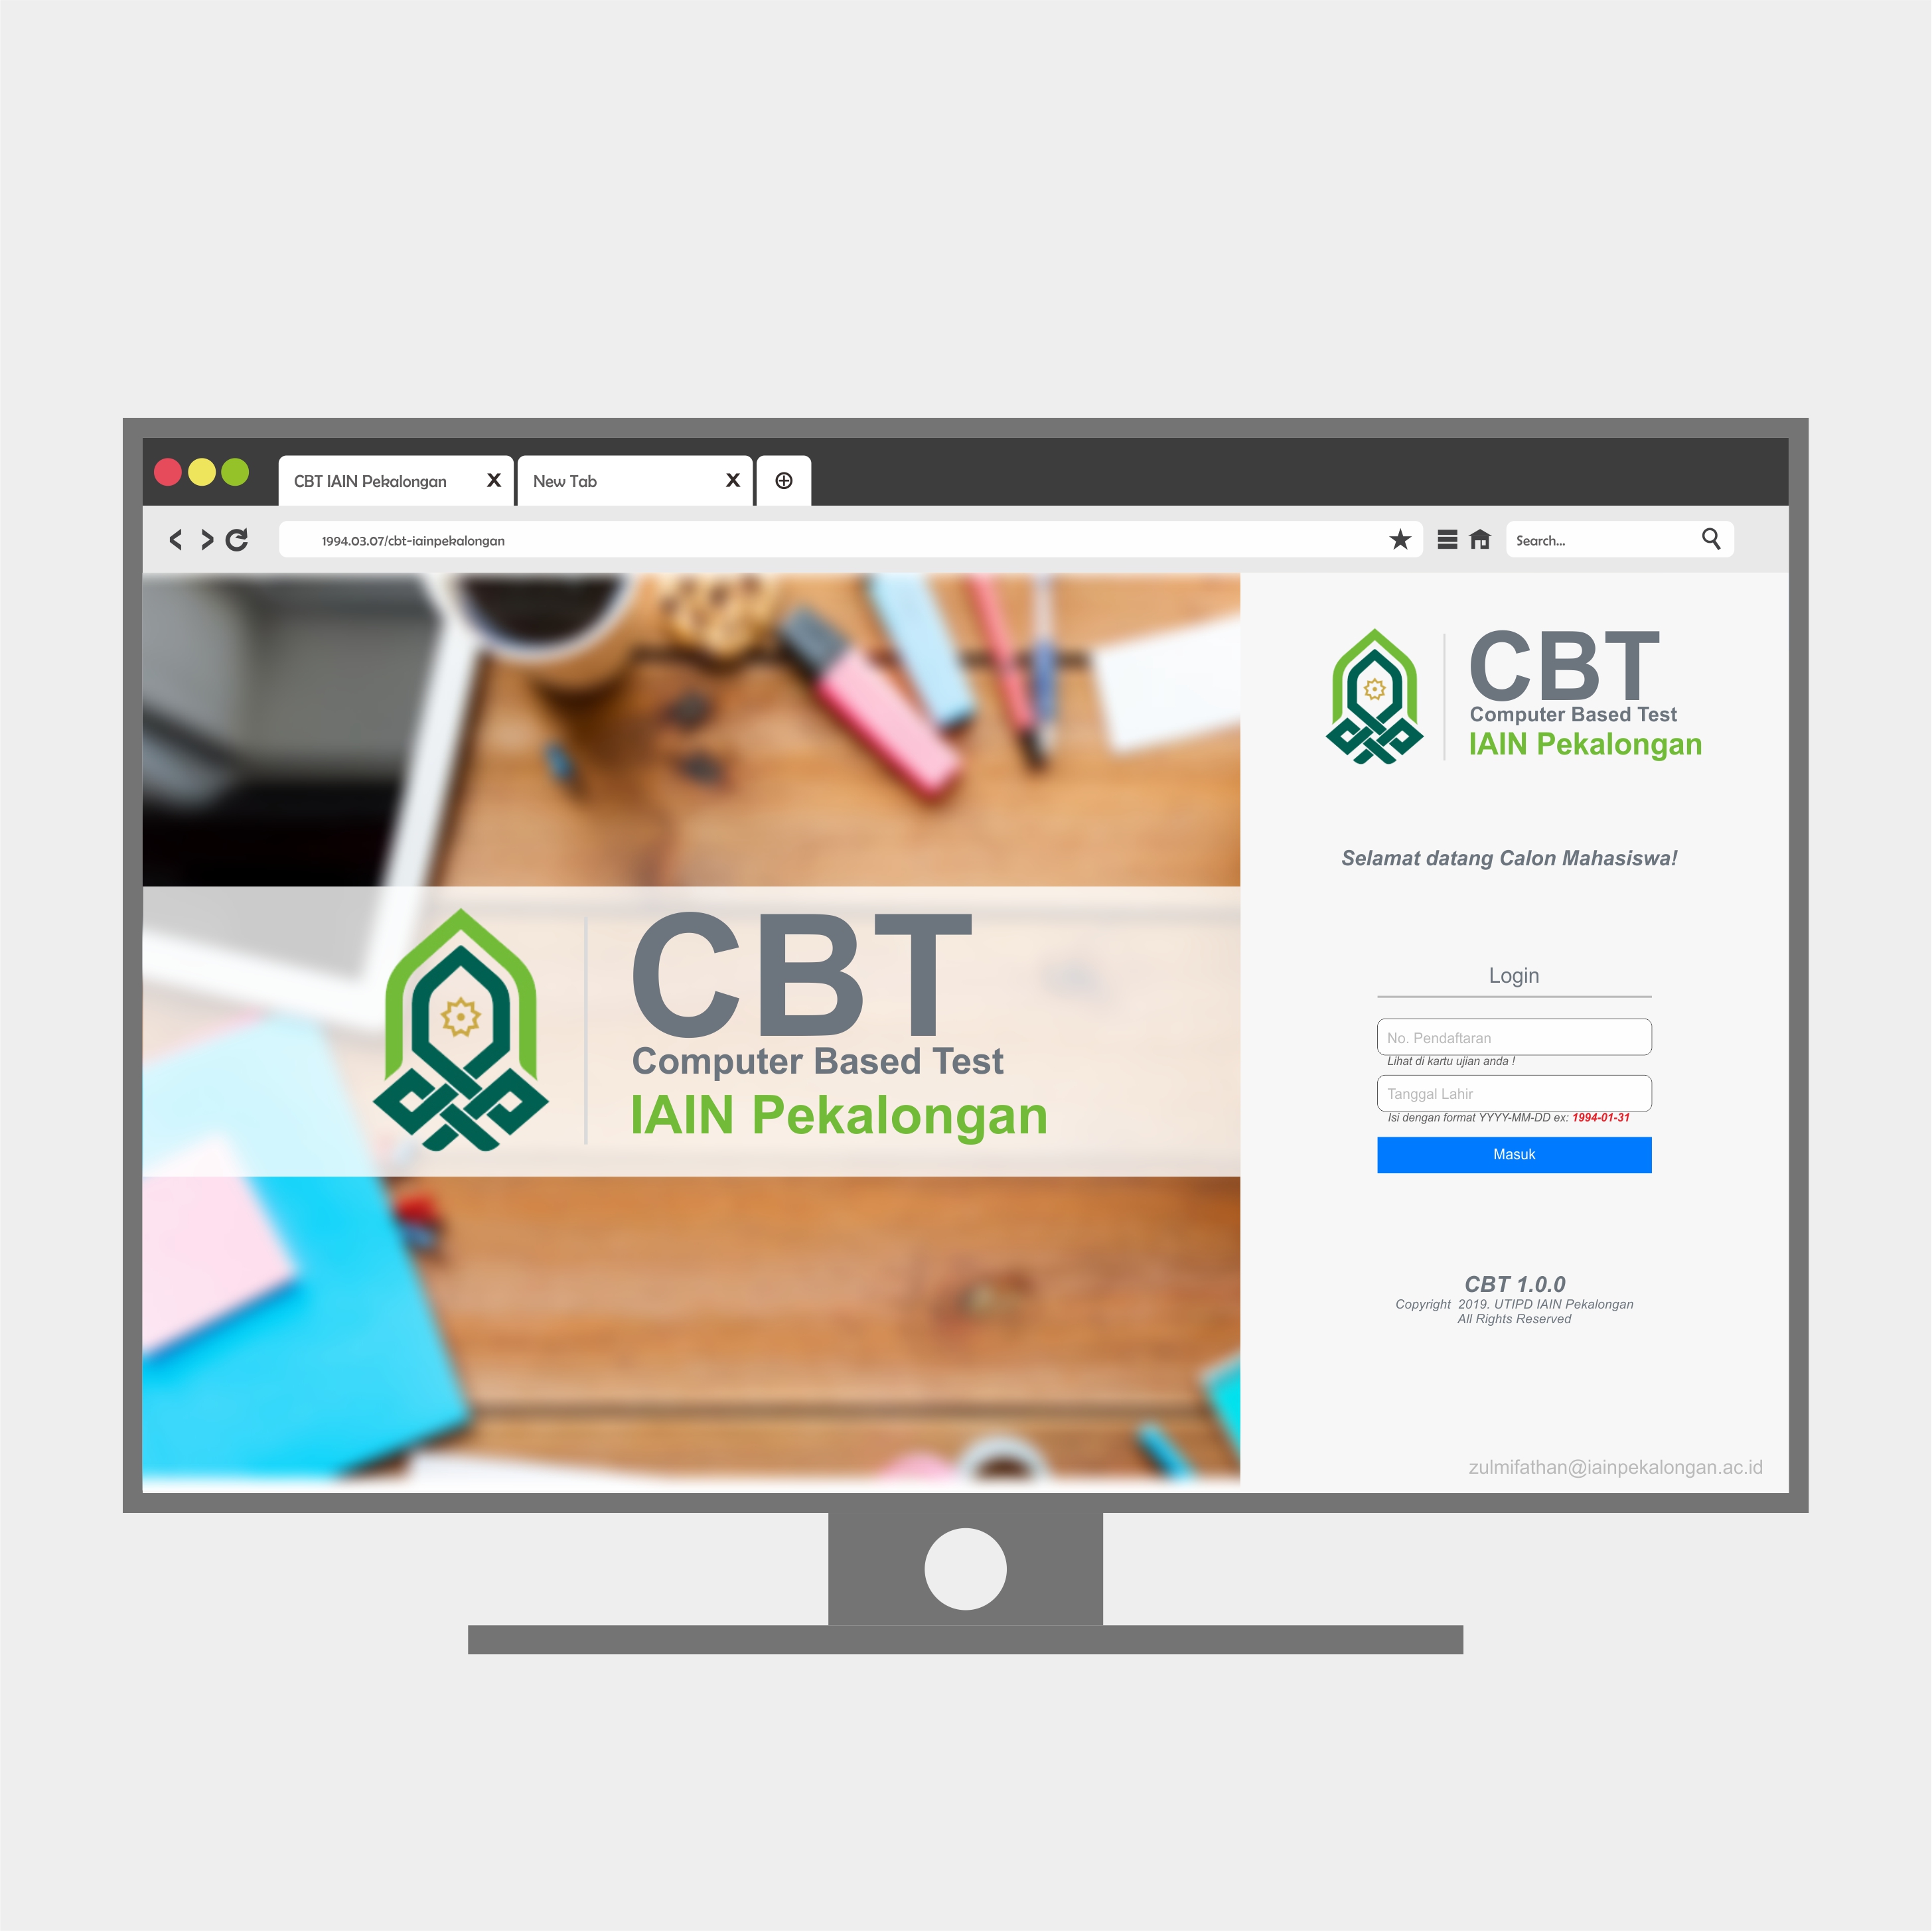 CBT IAIN Pekalongan X New Tab X
1994.03.07/cbt-iainpekalongan Search...
CBT
Computer Based Test
IAIN Pekalongan
CBT
Computer Based Test
IAIN Pekalongan
Selamat datang Calon Mahasiswa!
Login
No. Pendaftaran
Lihat di kartu ujian anda !
Tanggal Lahir
Isi dengan format YYYY-MM-DD ex: 1994-01-31
Masuk
CBT 1.0.0
Copyright 2019. UTIPD IAIN Pekalongan
All Rights Reserved
zulmifathan@iainpekalongan.ac.id